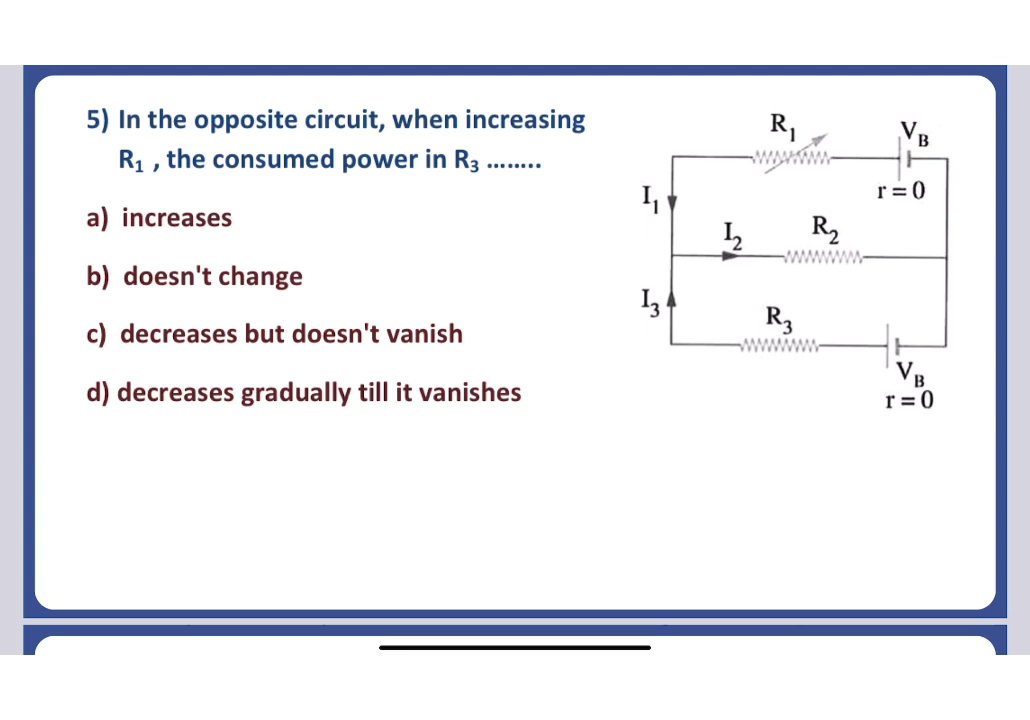 5) In the opposite circuit, when increasing
R₁ , the consumed power in R₃ ........
a) increases
b) doesn't change
c) decreases but doesn't vanish
d) decreases gradually till it vanishes
R₁
V_B
r = 0
I₁
I₂
R₂
I₃
R₃
V_B
r = 0